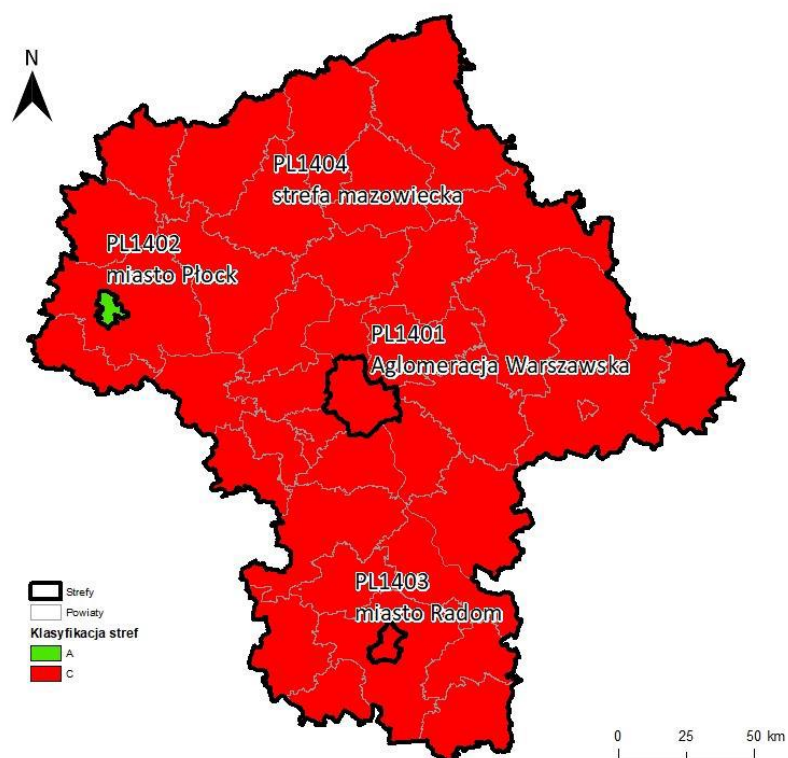 N
PL1404
strefa mazowiecka
PL1402
miasto Płock
PL1401
Aglomeracja Warszawska
PL1403
miasto Radom
Strefy
Powiaty
Klasyfikacja stref
A
C
0 25 50 km